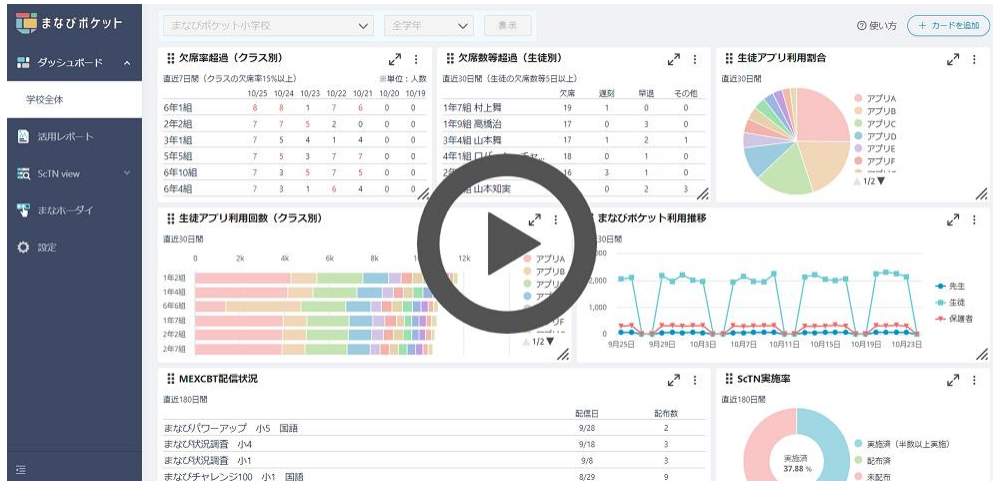 まなびポケット
まなびポケット小学校
全学年
表示
使い方
＋ カードを追加
ダッシュボード
学校全体
活用レポート
ScTN view
まなホーダイ
設定
欠席率超過（クラス別）
直近7日間（クラスの欠席率15%以上）
※単位：人数
10/25 10/24 10/23 10/22 10/21 10/20 10/19
6年1組 8 8 1 7 6 0 0
2年2組 7 7 5 2 0 0 0
3年1組 7 5 4 1 4 0 0
5年5組 7 5 3 7 7 0 0
6年10組 7 3 5 7 5 0 0
6年4組 7 3 1 6 4 0 0
欠席数等超過（生徒別）
直近30日間（生徒の欠席数等5日以上）
欠席 遅刻 早退 その他
1年7組 村上舞 19 1 0 0
1年9組 高橋治 17 0 3 0
3年4組 山本舞 17 1 2 1
4年1組 18 0 1 0
16 3 1 0
組 山本知実 0 2 3
生徒アプリ利用割合
直近30日間
アプリA
アプリB
アプリC
アプリD
アプリE
アプリF
1/2
生徒アプリ利用回数（クラス別）
直近30日間
0 2k 4k 6k 8k 12k
1年2組
1年4組
6年6組
1年7組
2年2組
2年7組
アプリA
アプリB
アプリ
1/2
まなびポケット利用推移
30日間
2,000
1,000
0
9月25日 9月29日 10月3日 10月7日 10月11日 10月15日 10月19日 10月23日
先生
生徒
保護者
MEXCBT配信状況
直近180日間
配信日 配布数
まなびパワーアップ 小5 国語 9/28 2
まなび状況調査 小4 9/18 3
まなび状況調査 小1 9/8 3
まなびチャレンジ100 小1 国語 8/29 9
ScTN実施率
直近180日間
実施済
37.88 %
実施済（半数以上実施）
配布済
未配布